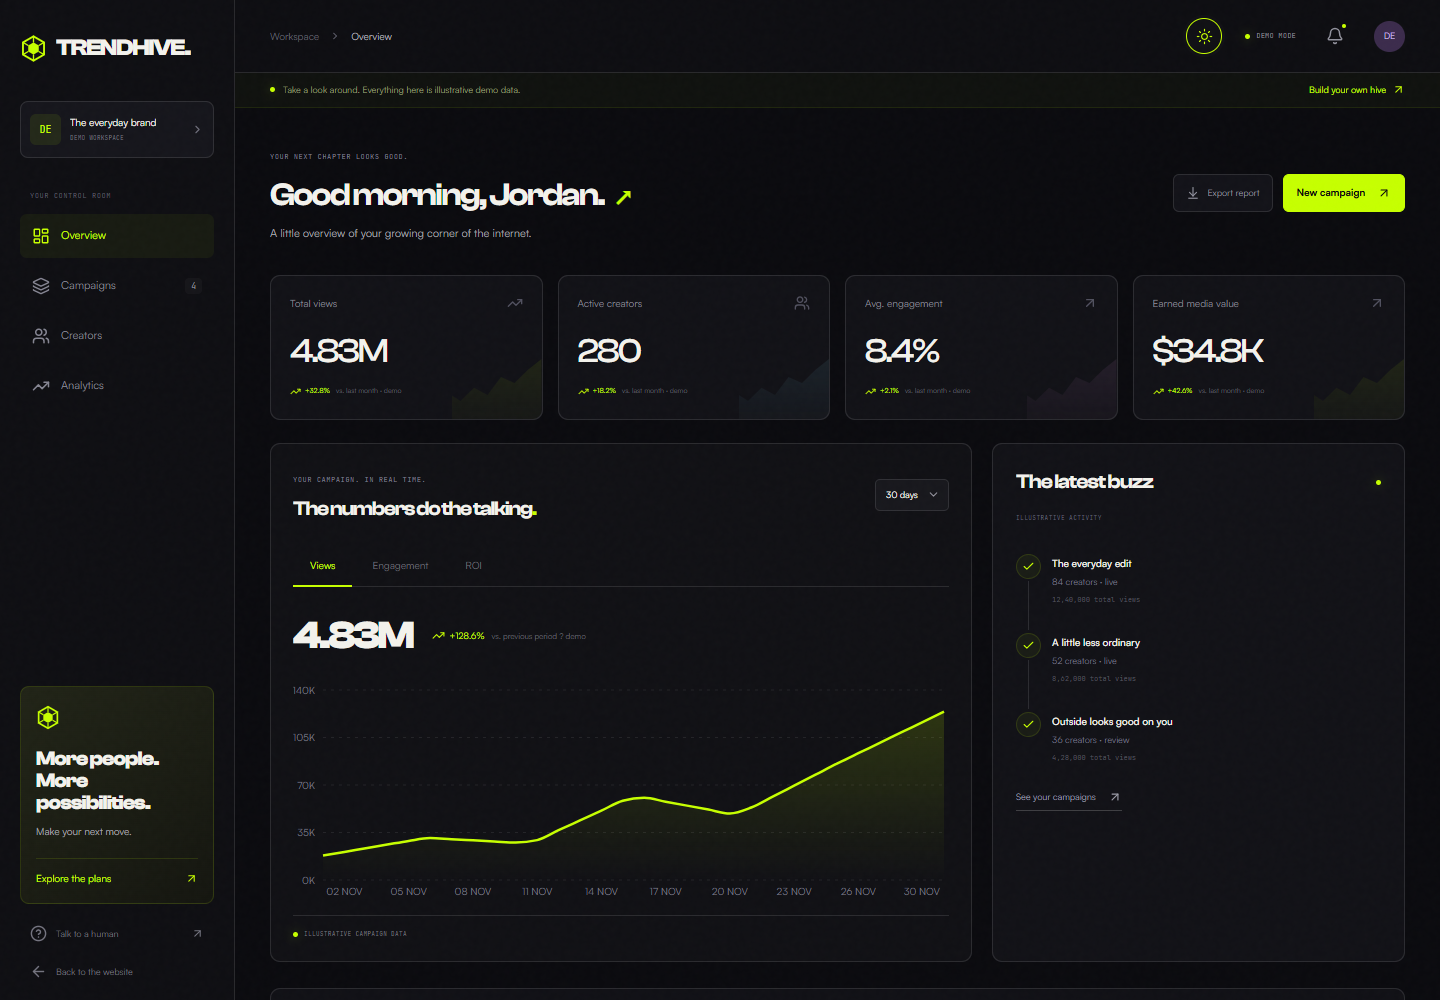 TRENDHIVE.
DE
The everyday brand
DEMO WORKSPACE
YOUR CONTROL ROOM
Overview
Campaigns 4
Creators
Analytics
More people.
More
possibilities.
Make your next move.
Explore the plans
Talk to a human
Back to the website
Workspace > Overview
DEMO MODE
DE
Take a look around. Everything here is illustrative demo data.
Build your own hive
YOUR NEXT CHAPTER LOOKS GOOD.
Good morning, Jordan.
A little overview of your growing corner of the internet.
Export report
New campaign
Total views
4.83M
+32.8% vs. last month · demo
Active creators
280
+18.2% vs. last month · demo
Avg. engagement
8.4%
+2.1% vs. last month · demo
Earned media value
$34.8K
+42.6% vs. last month · demo
YOUR CAMPAIGN. IN REAL TIME.
The numbers do the talking.
30 days
Views Engagement ROI
4.83M +128.6% vs. previous period ? demo
140K
105K
70K
35K
0K
02 NOV 05 NOV 08 NOV 11 NOV 14 NOV 17 NOV 20 NOV 23 NOV 26 NOV 30 NOV
ILLUSTRATIVE CAMPAIGN DATA
The latest buzz
ILLUSTRATIVE ACTIVITY
The everyday edit
84 creators · live
12,40,000 total views
A little less ordinary
52 creators · live
8,62,000 total views
Outside looks good on you
36 creators · review
4,28,000 total views
See your campaigns